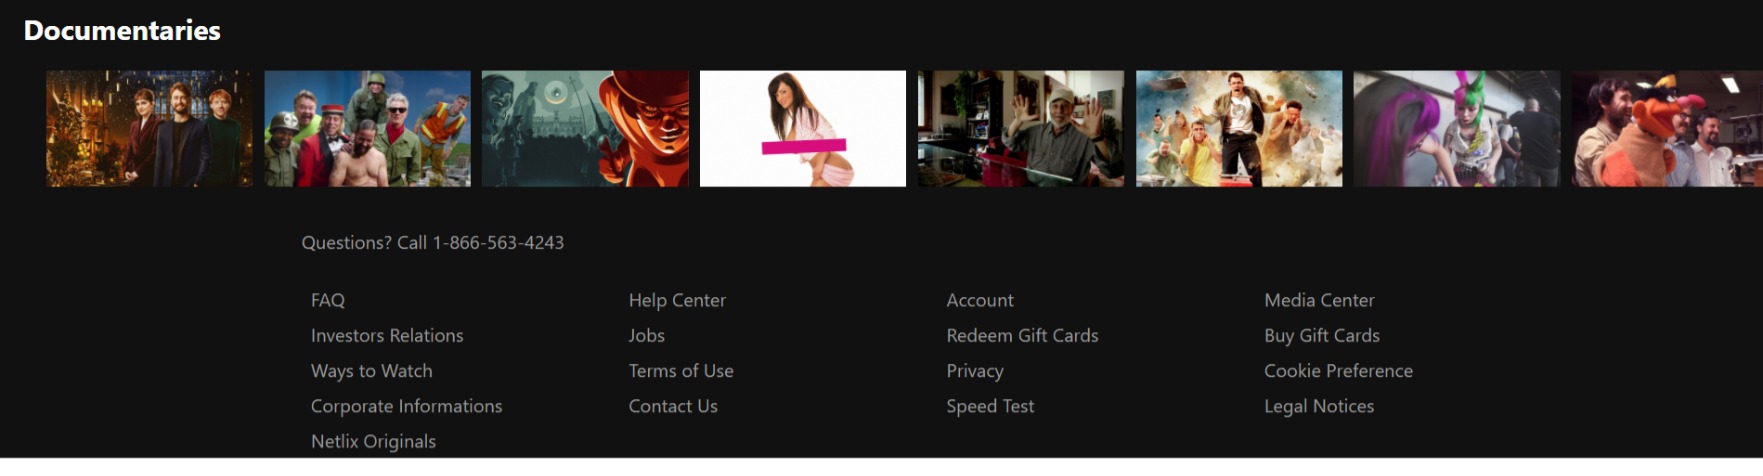 Documentaries
Questions? Call 1-866-563-4243
FAQ
Help Center
Account
Media Center
Investors Relations
Jobs
Redeem Gift Cards
Buy Gift Cards
Ways to Watch
Terms of Use
Privacy
Cookie Preference
Corporate Informations
Contact Us
Speed Test
Legal Notices
Netlix Originals